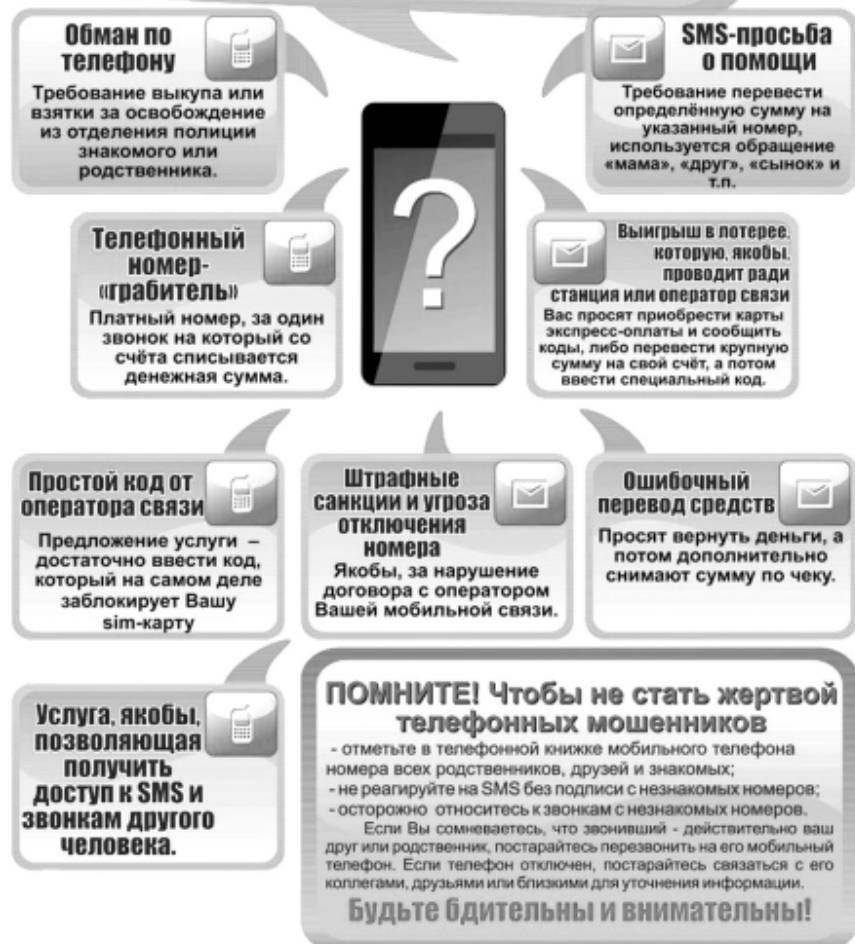 Обман по
телефону
Требование выкупа или
взятки за освобождение
из отделения полиции
знакомого или
родственника.
SMS-просьба
о помощи
Требование перевести
определённую сумму на
указанный номер,
используется обращение
«мама», «друг», «сынок» и
т.п.
Телефонный
номер-
«грабитель»
Платный номер, за один
звонок на который со
счёта списывается
денежная сумма.
?
Выигрыш в лотерее,
которую, якобы,
проводит ради
станция или оператор связи
Вас просят приобрести карты
экспресс-оплаты и сообщить
коды, либо перевести крупную
сумму на свой счёт, а потом
ввести специальный код.
Простой код от
оператора связи
Предложение услуги –
достаточно ввести код,
который на самом деле
заблокирует Вашу
sim-карту
Штрафные
санкции и угроза
отключения
номера
Якобы, за нарушение
договора с оператором
Вашей мобильной связи.
Ошибочный
перевод средств
Просят вернуть деньги, а
потом дополнительно
снимают сумму по чеку.
Услуга, якобы,
позволяющая
получить
доступ к SMS и
звонкам другого
человека.
ПОМНИТЕ! Чтобы не стать жертвой
телефонных мошенников
- отметьте в телефонной книжке мобильного телефона
номера всех родственников, друзей и знакомых;
- не реагируйте на SMS без подписи с незнакомых номеров;
- осторожно относитесь к звонкам с незнакомых номеров.
Если Вы сомневаетесь, что звонивший - действительно ваш
друг или родственник, постарайтесь перезвонить на его мобильный
телефон. Если телефон отключен, постарайтесь связаться с его
коллегами, друзьями или близкими для уточнения информации.
Будьте бдительны и внимательны!